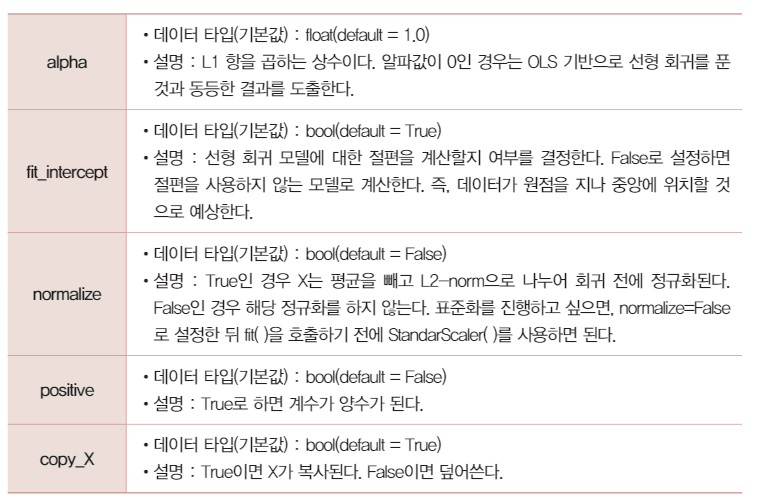 alpha
• 데이터 타입(기본값) : float(default = 1.0)
• 설명 : L1 항을 곱하는 상수이다. 알파값이 0인 경우는 OLS 기반으로 선형 회귀를 푼
것과 동등한 결과를 도출한다.
fit_intercept
• 데이터 타입(기본값) : bool(default = True)
• 설명 : 선형 회귀 모델에 대한 절편을 계산할지 여부를 결정한다. False로 설정하면
절편을 사용하지 않는 모델로 계산한다. 즉, 데이터가 원점을 지나 중앙에 위치할 것
으로 예상한다.
normalize
• 데이터 타입(기본값) : bool(default = False)
• 설명 : True인 경우 X는 평균을 빼고 L2-norm으로 나누어 회귀 전에 정규화된다.
False인 경우 해당 정규화를 하지 않는다. 표준화를 진행하고 싶으면, normalize=False
로 설정한 뒤 fit( )을 호출하기 전에 StandarScaler( )를 사용하면 된다.
positive
• 데이터 타입(기본값) : bool(default = False)
• 설명 : True로 하면 계수가 양수가 된다.
copy_X
• 데이터 타입(기본값) : bool(default = True)
• 설명 : True이면 X가 복사된다. False이면 덮어쓴다.